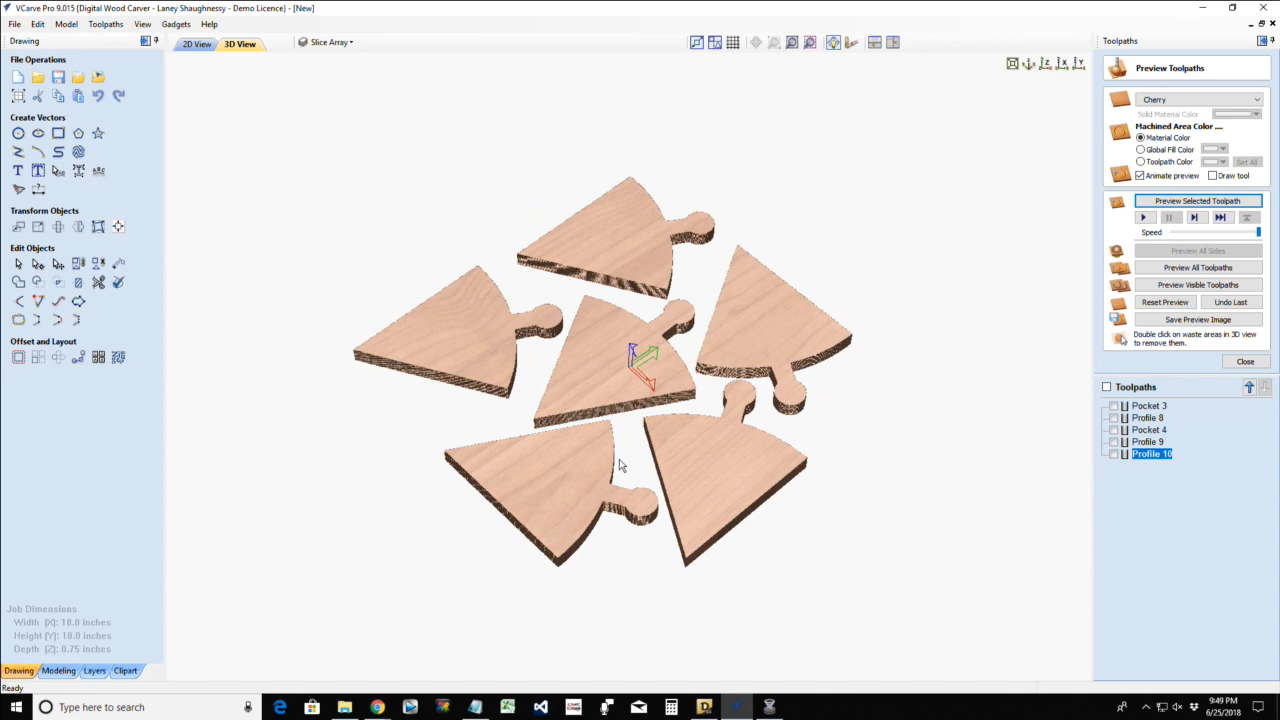 VCarve Pro 9.015 {Digital Wood Carver - Laney Shaughnessy - Demo Licence} - [New]
File Edit Model Toolpaths View Gadgets Help
Drawing
2D View 3D View Slice Array
Toolpaths
File Operations
Create Vectors
Transform Objects
Edit Objects
Offset and Layout
Job Dimensions
Width (X): 18.0 inches
Height (Y): 18.0 inches
Depth (Z): 0.75 inches
Drawing Modeling Layers Clipart
Ready
Z X Y
Preview Toolpaths
Cherry
Solid Material Color
Machined Area Color ....
Material Color
Global Fill Color
Toolpath Color Set All
Animate preview Draw tool
Preview Selected Toolpath
Speed
Preview All Sides
Preview All Toolpaths
Preview Visible Toolpaths
Reset Preview Undo Last
Save Preview Image
Double click on waste areas in 3D view
to remove them.
Close
Toolpaths
Pocket 3
Profile 8
Pocket 4
Profile 9
Profile 10
Type here to search
9:49 PM
6/25/2018